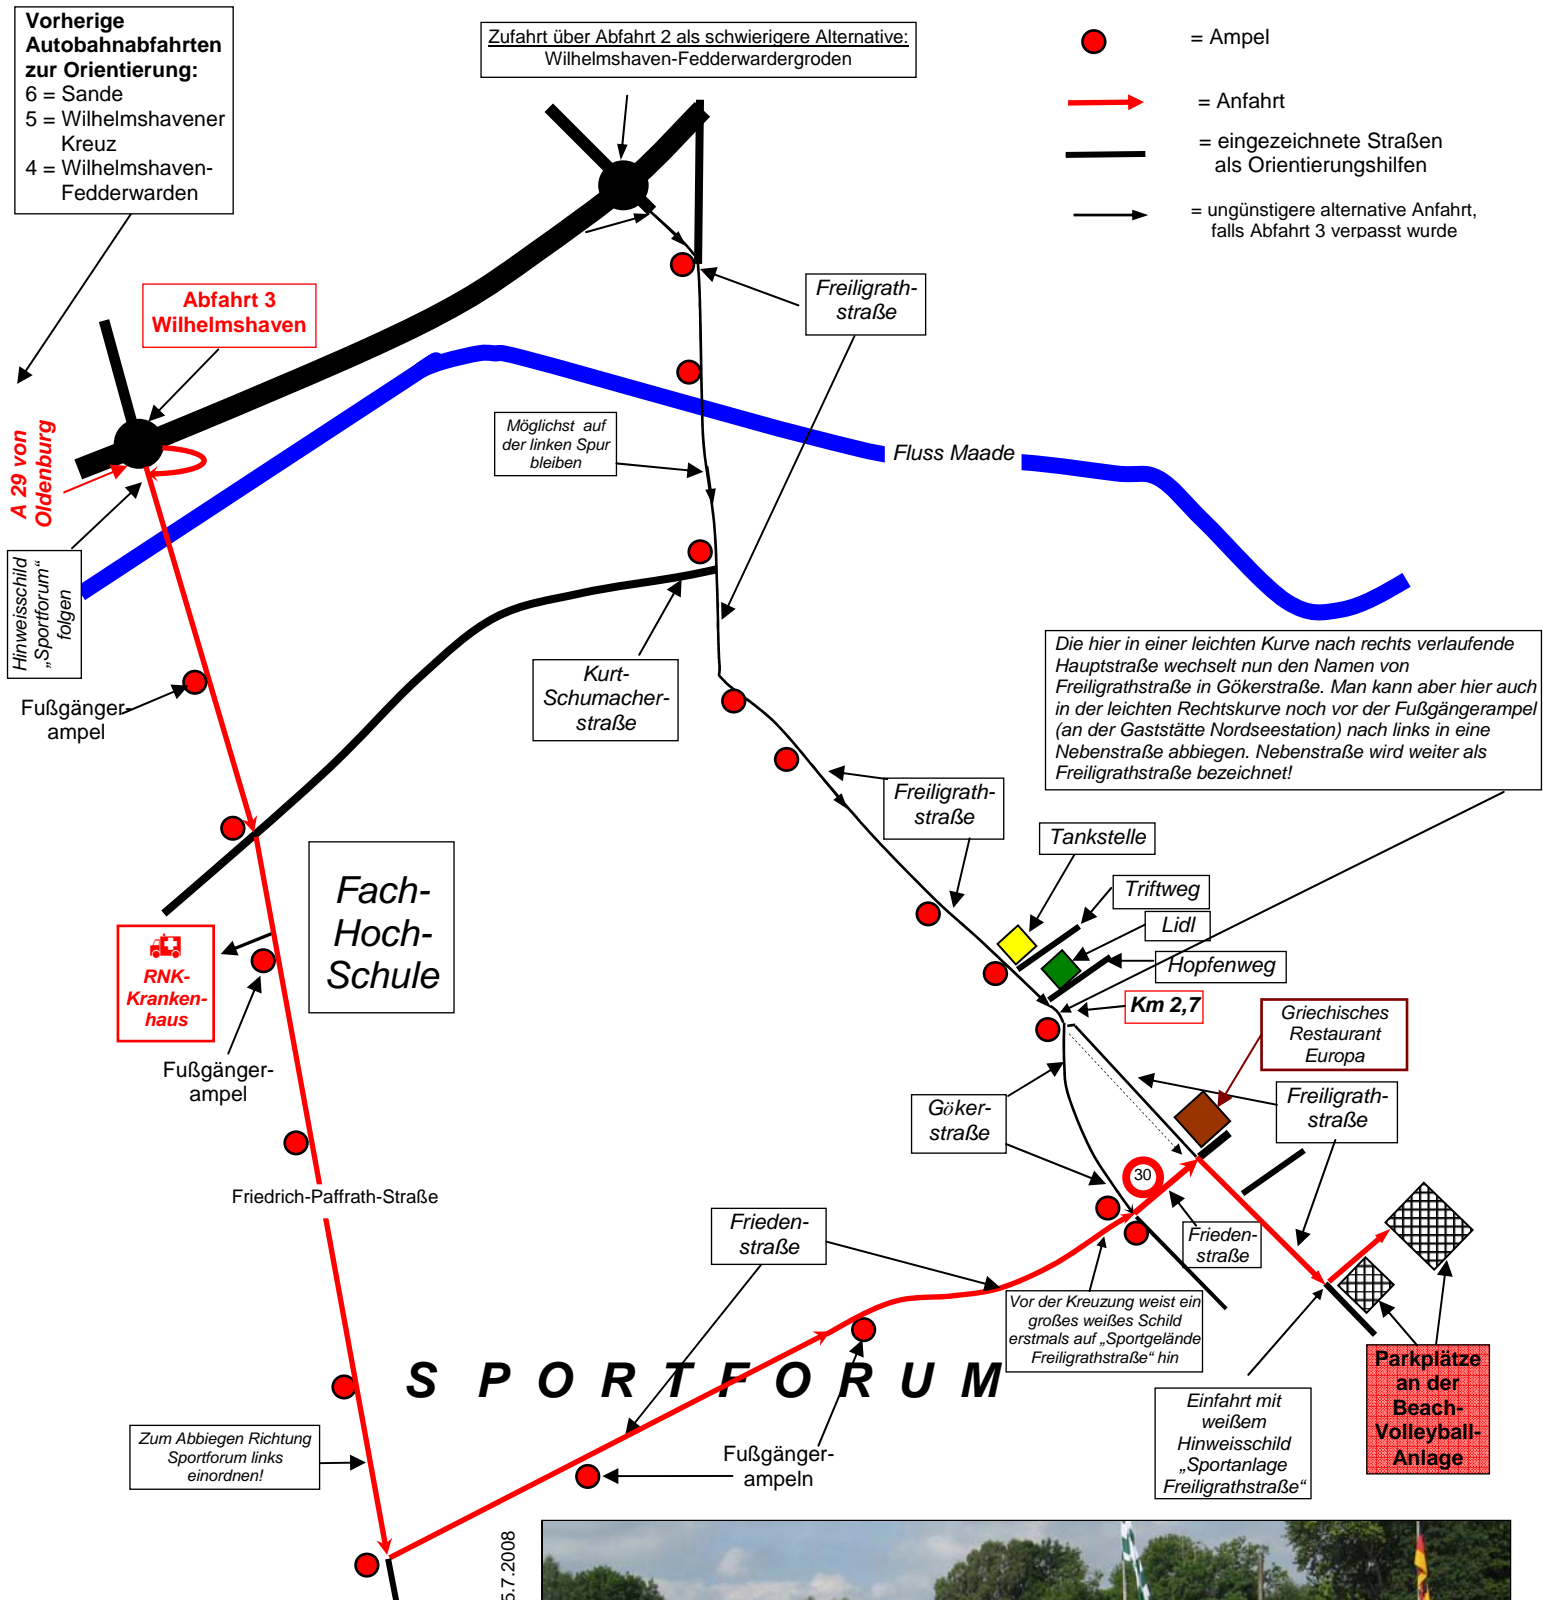 Vorherige
Autobahnabfahrten
zur Orientierung:
6 = Sande
5 = Wilhelmshavener
Kreuz
4 = Wilhelmshaven-
Fedderwarden
Zufahrt über Abfahrt 2 als schwierigere Alternative:
Wilhelmshaven-Fedderwardergroden
= Ampel
= Anfahrt
= eingezeichnete Straßen
als Orientierungshilfen
= ungünstigere alternative Anfahrt,
falls Abfahrt 3 verpasst wurde
Abfahrt 3
Wilhelmshaven
Freiligrath-
straße
A 29 von
Oldenburg
Möglichst auf
der linken Spur
bleiben
Fluss Maade
Hinweisschild
„Sportforum“
folgen
Fußgänger-
ampel
Kurt-
Schumacher-
straße
Die hier in einer leichten Kurve nach rechts verlaufende
Hauptstraße wechselt nun den Namen von
Freiligrathstraße in Gökerstraße. Man kann aber hier auch
in der leichten Rechtskurve noch vor der Fußgängerampel
(an der Gaststätte Nordseestation) nach links in eine
Nebenstraße abbiegen. Nebenstraße wird weiter als
Freiligrathstraße bezeichnet!
Freiligrath-
straße
Tankstelle
Triftweg
Lidl
Hopfenweg
Km 2,7
Fach-
Hoch-
Schule
RNK-
Kranken-
haus
Fußgänger-
ampel
Griechisches
Restaurant
Europa
Göker-
straße
Freiligrath-
straße
30
Friedrich-Paffrath-Straße
Frieden-
straße
Frieden-
straße
Vor der Kreuzung weist ein
großes weißes Schild
erstmals auf „Sportgelände
Freiligrathstraße“ hin
SPORTFORUM
Parkplätze
an der
Beach-
Volleyball-
Anlage
Einfahrt mit
weißem
Hinweisschild
„Sportanlage
Freiligrathstraße“
Zum Abbiegen Richtung
Sportforum links
einordnen!
Fußgänger-
ampeln
5.7.2008